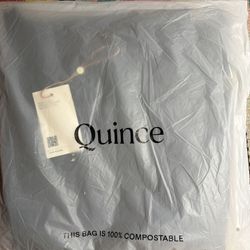 Quince
THIS BAG IS 100% COMPOSTABLE